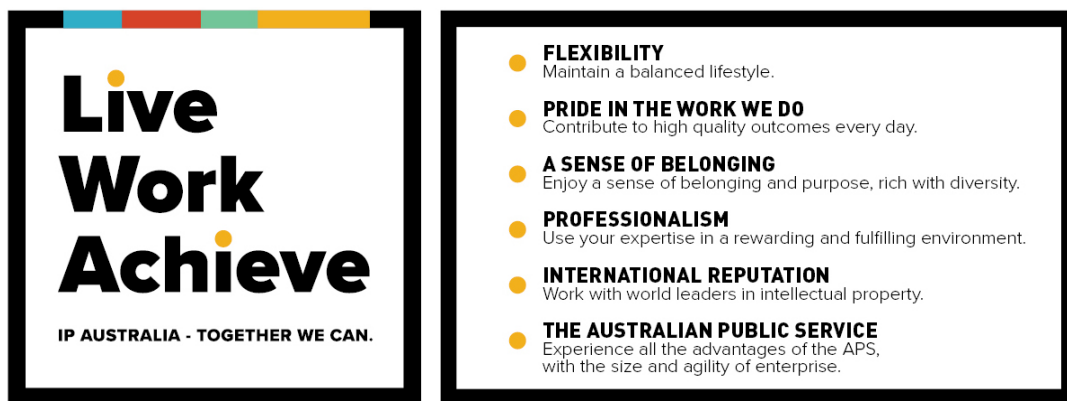 Live
Work
Achieve
IP AUSTRALIA - TOGETHER WE CAN.
FLEXIBILITY
Maintain a balanced lifestyle.
PRIDE IN THE WORK WE DO
Contribute to high quality outcomes every day.
A SENSE OF BELONGING
Enjoy a sense of belonging and purpose, rich with diversity.
PROFESSIONALISM
Use your expertise in a rewarding and fulfilling environment.
INTERNATIONAL REPUTATION
Work with world leaders in intellectual property.
THE AUSTRALIAN PUBLIC SERVICE
Experience all the advantages of the APS,
with the size and agility of enterprise.